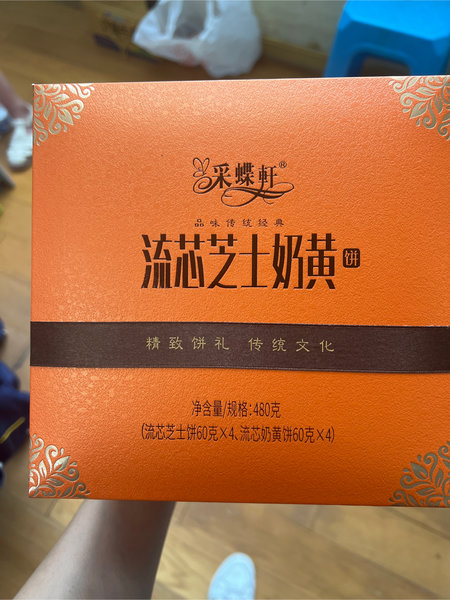 采蝶軒®
品味传统经典
流芯芝士奶黄饼
精致饼礼 传统文化
净含量/规格:480克
(流芯芝士饼60克×4、流芯奶黄饼60克×4)